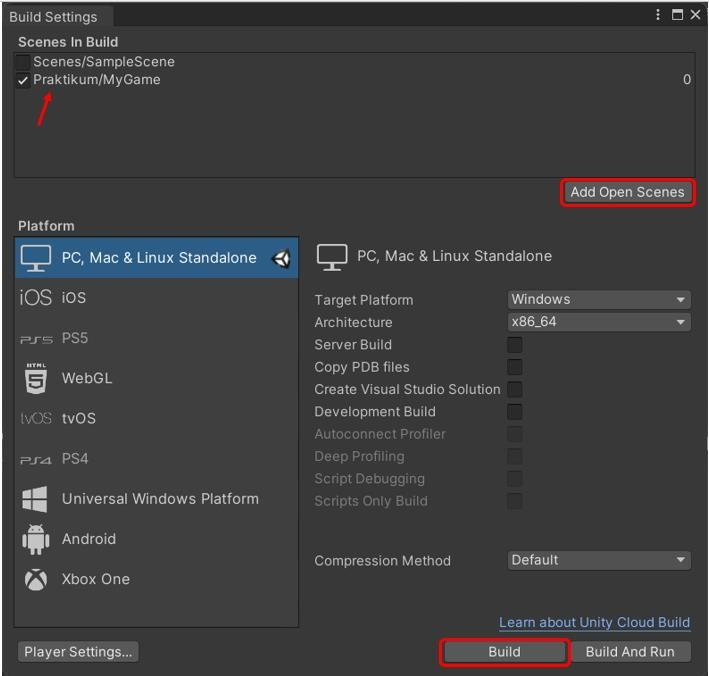 Build Settings
Scenes In Build
Scenes/SampleScene
Praktikum/MyGame 0
Add Open Scenes
Platform
PC, Mac & Linux Standalone
iOS iOS
PS5 PS5
HTML 5 WebGL
tvOS tvOS
PS4 PS4
Universal Windows Platform
Android
Xbox One
PC, Mac & Linux Standalone
Target Platform Windows
Architecture x86_64
Server Build
Copy PDB files
Create Visual Studio Solution
Development Build
Autoconnect Profiler
Deep Profiling
Script Debugging
Scripts Only Build
Compression Method Default
Learn about Unity Cloud Build
Player Settings... Build Build And Run